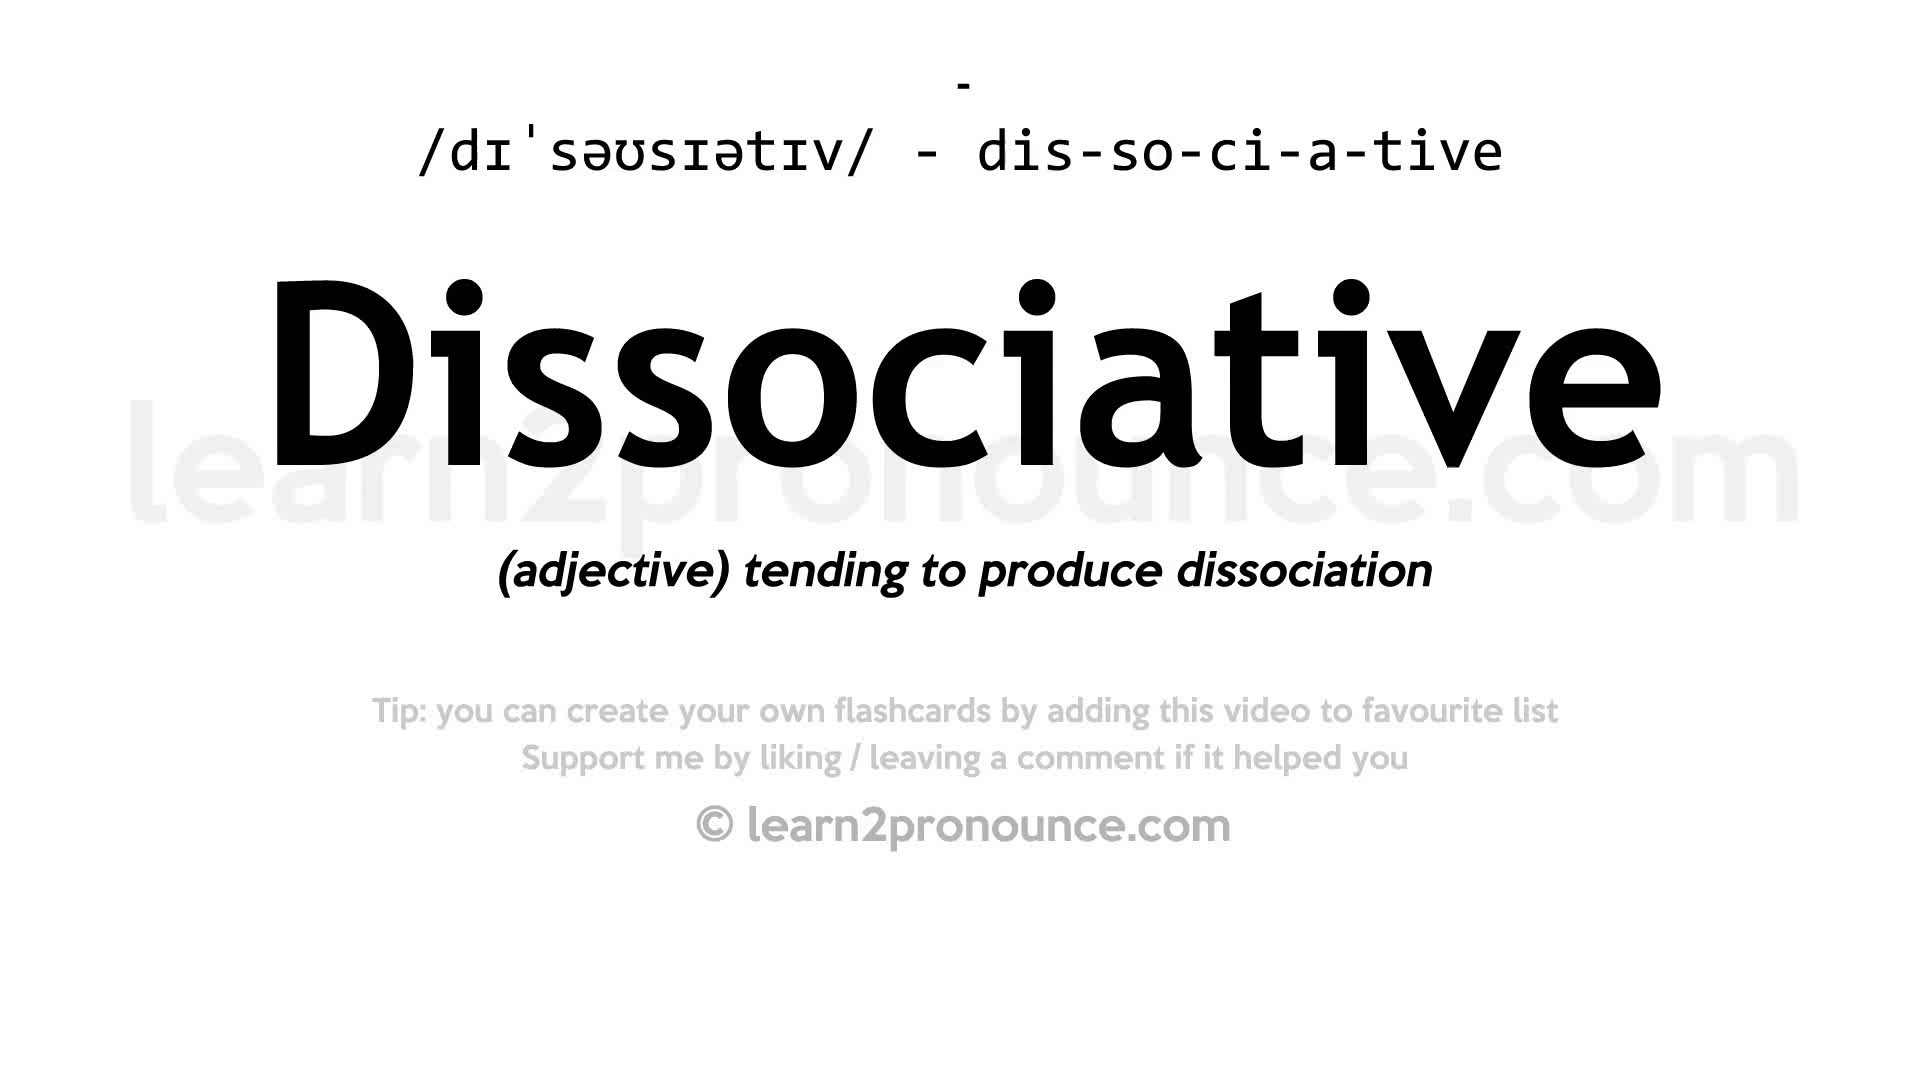 -
/dɪˈsəʊsɪətɪv/ - dis-so-ci-a-tive
Dissociative
learn2pronounce.com
(adjective) tending to produce dissociation
Tip: you can create your own flashcards by adding this video to favourite list
Support me by liking / leaving a comment if it helped you
© learn2pronounce.com